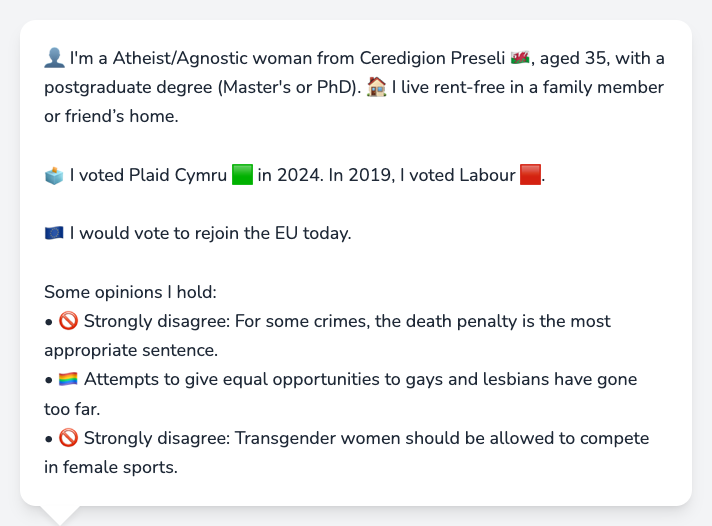 👤 I'm a Atheist/Agnostic woman from Ceredigion Preseli 🏴󠁧󠁢󠁷󠁬󠁳󠁿, aged 35, with a
postgraduate degree (Master's or PhD). 🏠 I live rent-free in a family member
or friend’s home.
🗳️ I voted Plaid Cymru 🟩 in 2024. In 2019, I voted Labour 🟥.
🇪🇺 I would vote to rejoin the EU today.
Some opinions I hold:
• 🚫 Strongly disagree: For some crimes, the death penalty is the most
appropriate sentence.
• 🏳️‍🌈 Attempts to give equal opportunities to gays and lesbians have gone
too far.
• 🚫 Strongly disagree: Transgender women should be allowed to compete
in female sports.